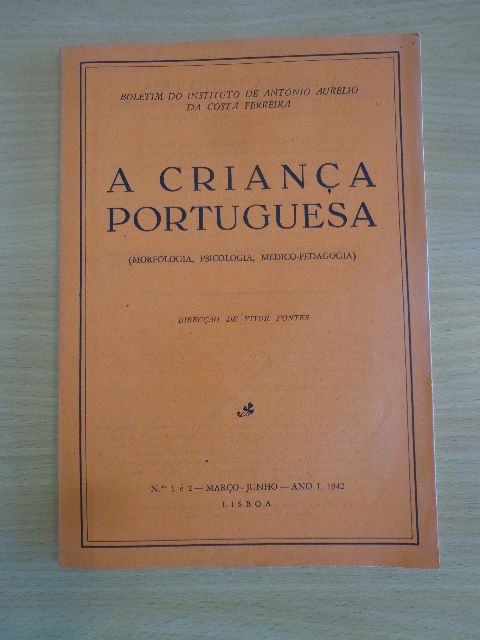 BOLETIM DO INSTITUTO DE ANTÓNIO AURÉLIO
DA COSTA FERREIRA
A CRIANÇA
PORTUGUESA
(MORFOLOGIA, PSICOLOGIA, MEDICO-PEDAGOGIA)
DIRECÇÃO DE VITOR FONTES
N.os 1 e 2 — MARÇO - JUNHO — ANO I, 1942
LISBOA